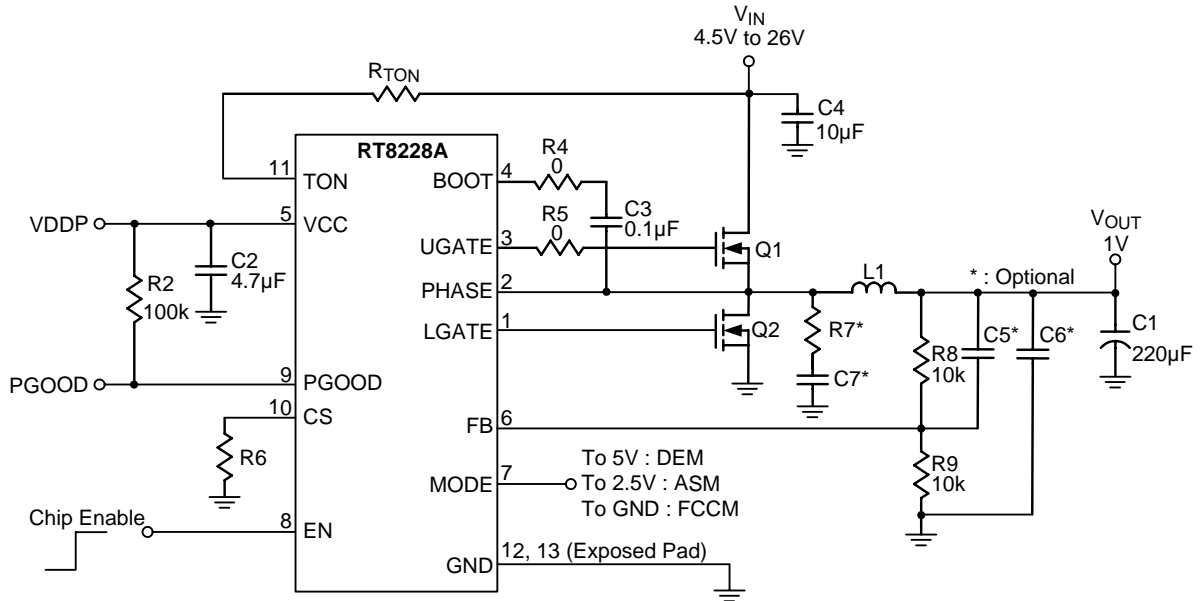 VIN
4.5V to 26V
RTON
C4
10µF
RT8228A
11 TON
BOOT 4
R4
0
C3
0.1µF
VDDP
5 VCC
R5
0
UGATE 3
Q1
VOUT
1V
C2
4.7µF
R2
100k
PHASE 2
L1
* : Optional
LGATE 1
Q2
R7*
C7*
R8
10k
C5*
C6*
C1
220µF
PGOOD
9 PGOOD
10 CS
R6
FB 6
R9
10k
MODE 7
To 5V : DEM
To 2.5V : ASM
To GND : FCCM
Chip Enable
8 EN
GND 12, 13 (Exposed Pad)